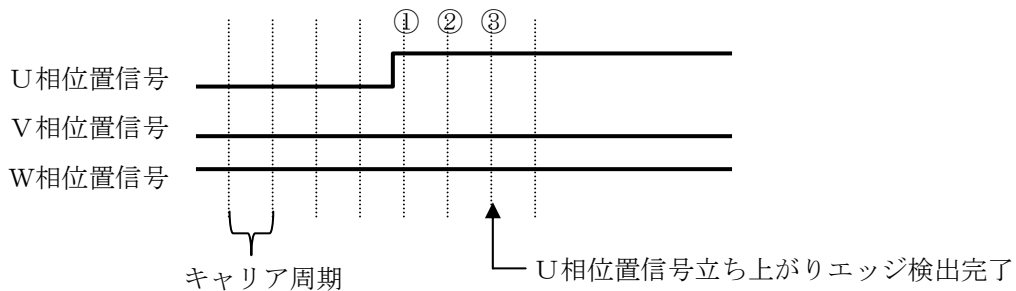 ① ② ③
U相位置信号
V相位置信号
W相位置信号
キャリア周期
U相位置信号立ち上がりエッジ検出完了